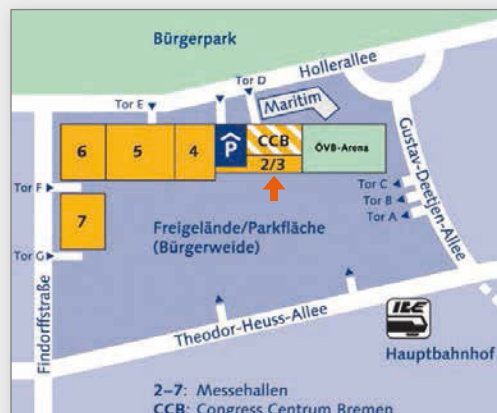 Bürgerpark
Hollerallee
Tor D
Tor E
Maritim
CCB
6
5
4
P
2/3
ÖVB-Arena
Gustav-Deetjen-Allee
Tor C
Tor B
Tor A
Tor F
7
Freigelände/Parkfläche
(Bürgerweide)
Tor G
Findorffstraße
Theodor-Heuss-Allee
Hauptbahnhof
2–7: Messehallen
CCB: Congress Centrum Bremen